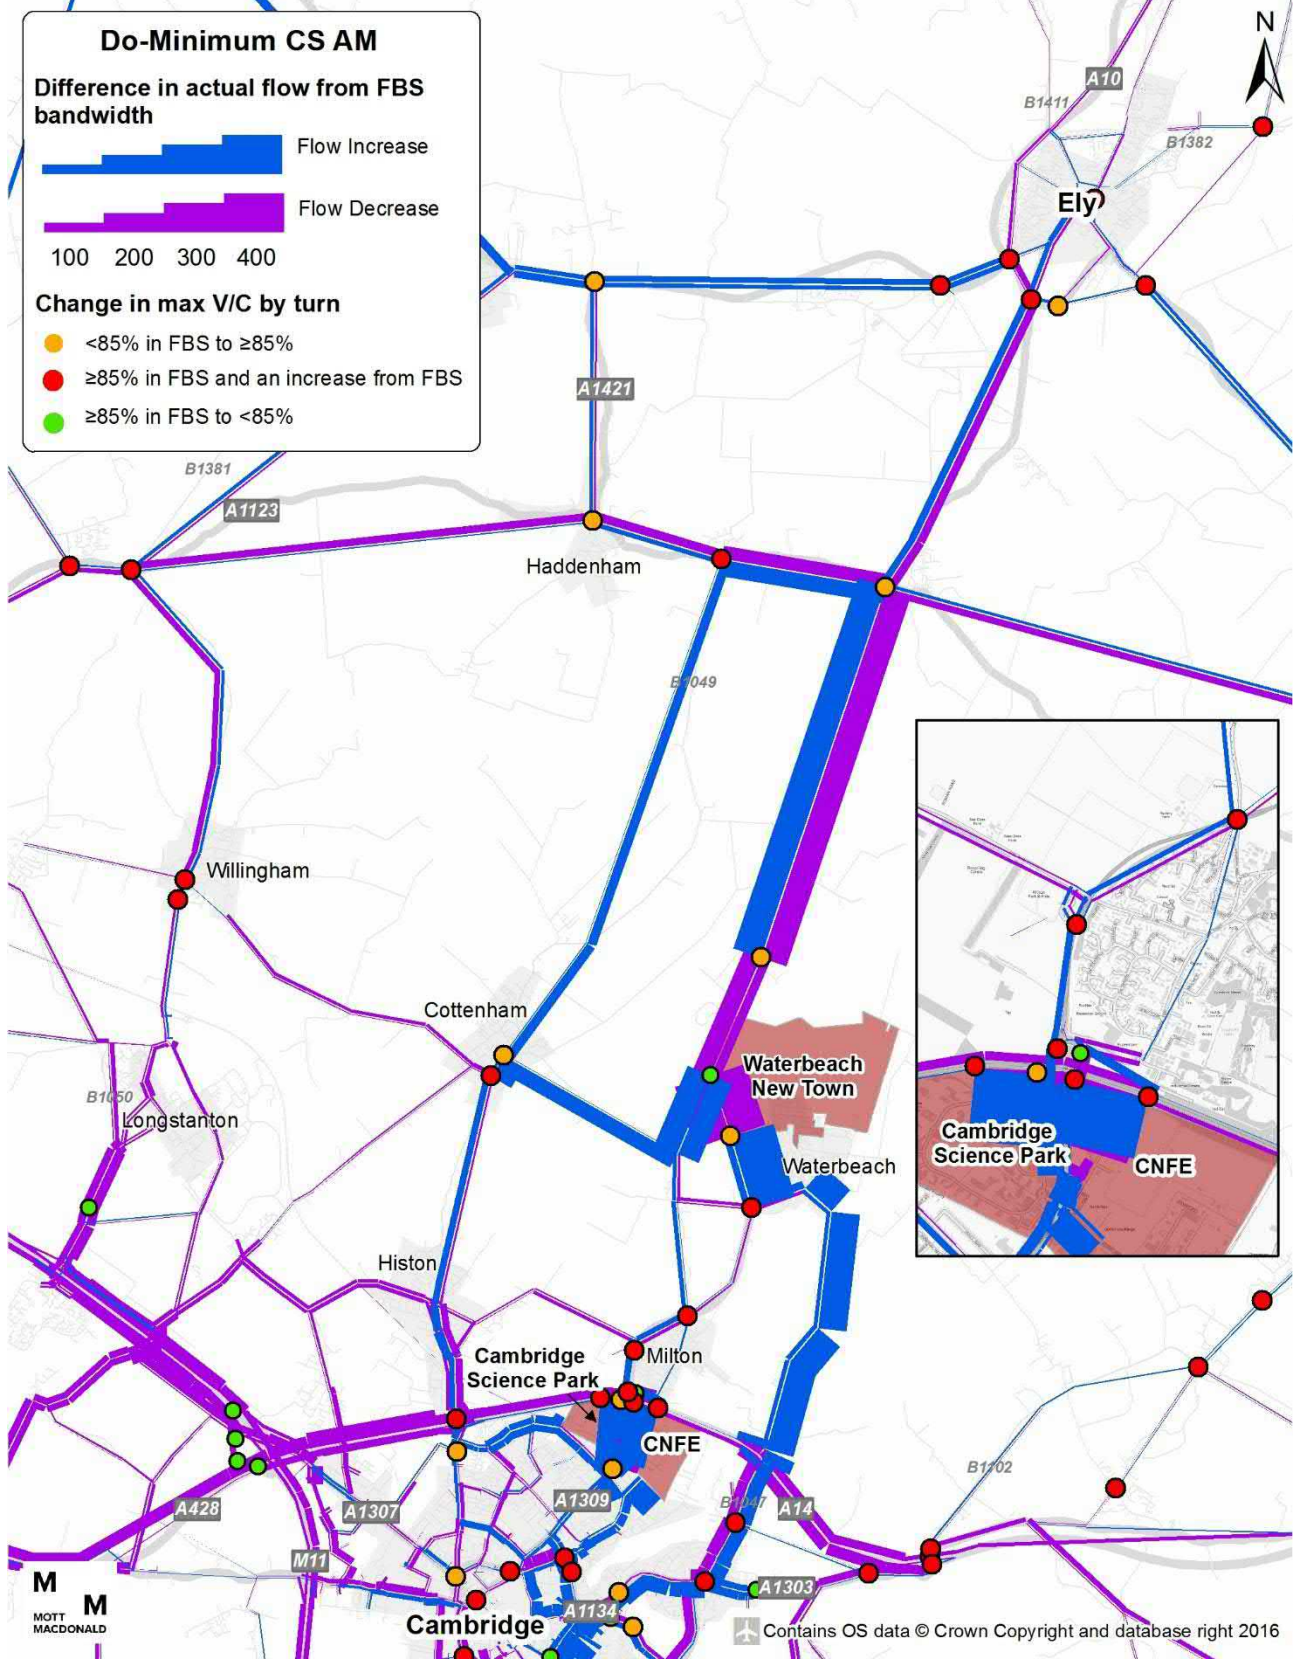 Do-Minimum CS AM
Difference in actual flow from FBS
bandwidth
Flow Increase
Flow Decrease
100 200 300 400
Change in max V/C by turn
<85% in FBS to ≥85%
≥85% in FBS and an increase from FBS
≥85% in FBS to <85%
N
A10
B1411
B1382
Ely
A1421
B1381
A1123
Haddenham
B1049
Willingham
Cottenham
Waterbeach
New Town
B1050
Longstanton
Waterbeach
Cambridge
Science Park
CNFE
Histon
Cambridge
Science Park
Milton
CNFE
B1102
A428
A1307
A1309
B1047
A14
M11
A1303
A1134
Cambridge
M
M
MOTT
MACDONALD
Contains OS data © Crown Copyright and database right 2016